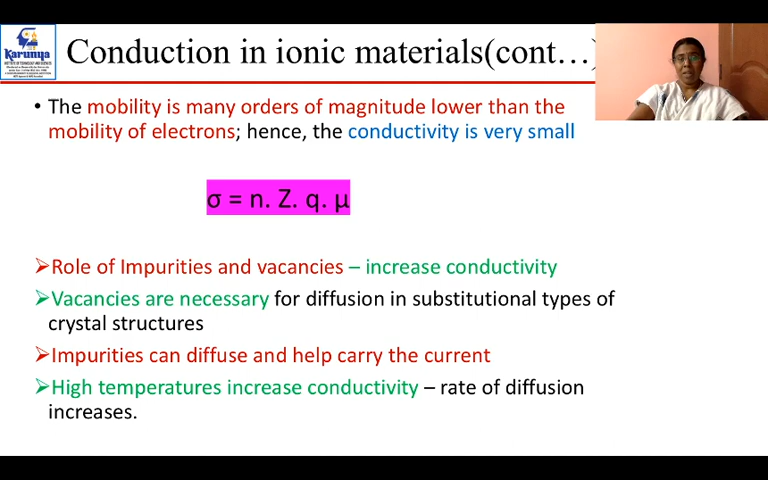 Karunya
Conduction in ionic materials(cont…)
• The mobility is many orders of magnitude lower than the
mobility of electrons; hence, the conductivity is very small
σ = n. Z. q. μ
➢Role of Impurities and vacancies – increase conductivity
➢Vacancies are necessary for diffusion in substitutional types of
crystal structures
➢Impurities can diffuse and help carry the current
➢High temperatures increase conductivity – rate of diffusion
increases.